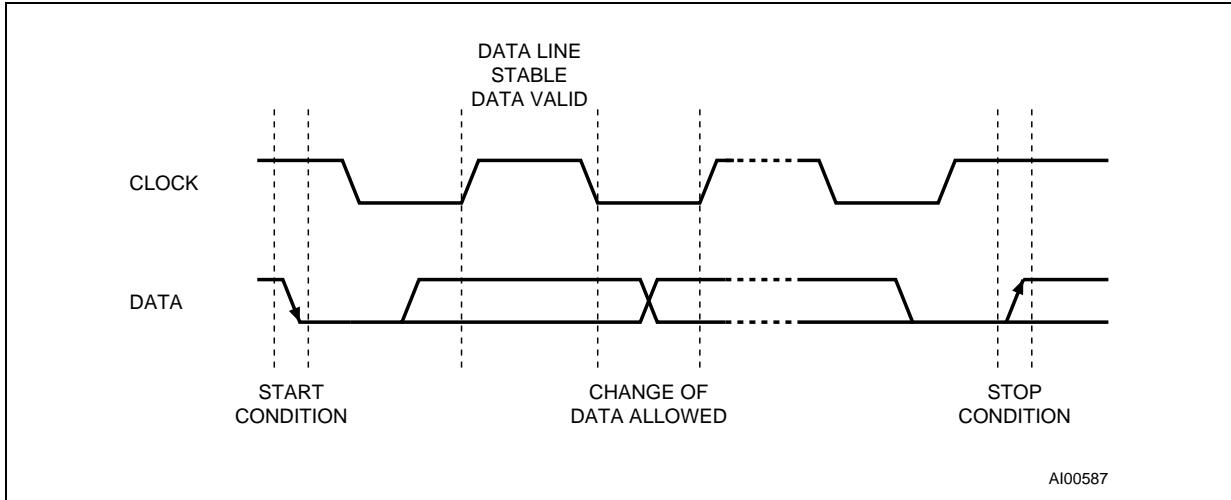 DATA LINE
STABLE
DATA VALID
CLOCK
DATA
START
CONDITION
CHANGE OF
DATA ALLOWED
STOP
CONDITION
AI00587